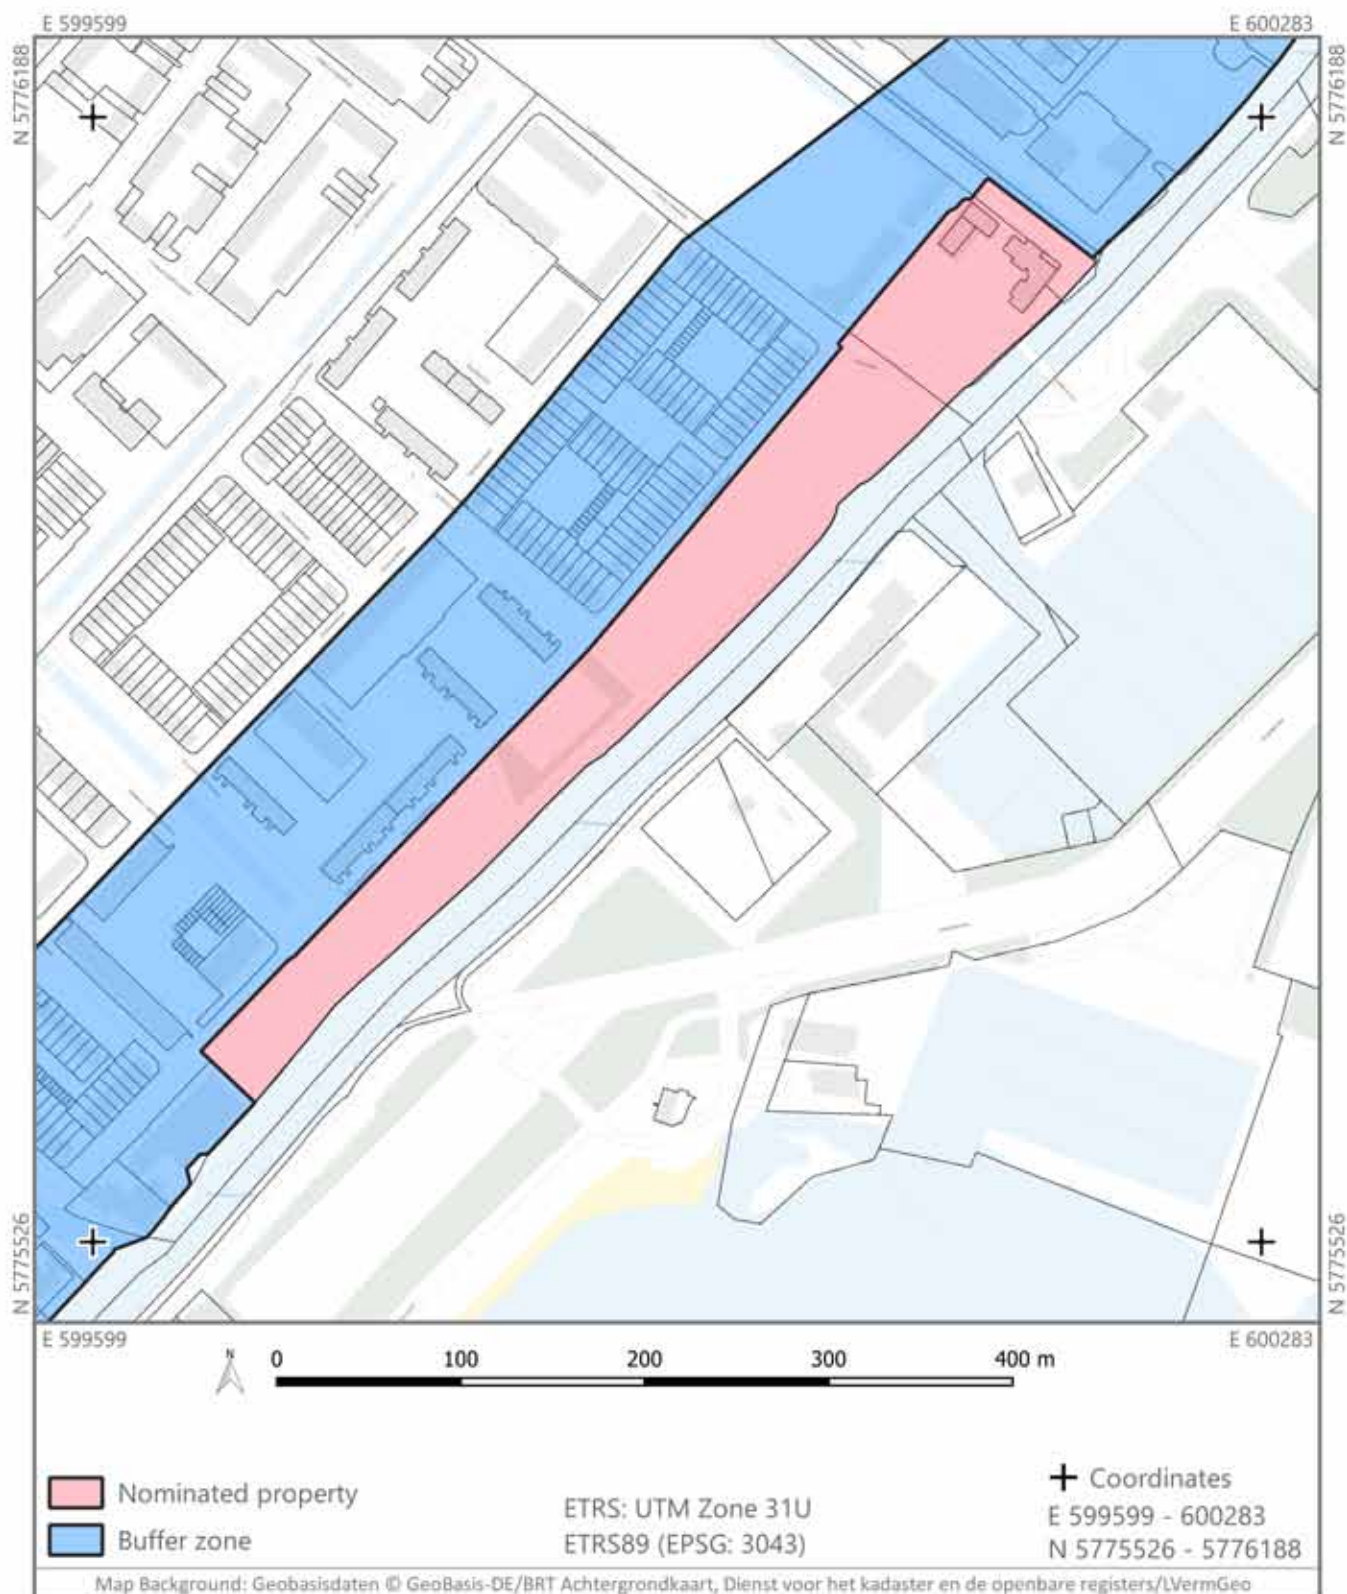 E 599599
E 600283
N 5776188
N 5776188
N 5775526
N 5775526
E 599599
E 600283
N
0 100 200 300 400 m
Nominated property
Buffer zone
ETRS: UTM Zone 31U
ETRS89 (EPSG: 3043)
Coordinates
E 599599 - 600283
N 5775526 - 5776188
Map Background: Geobasisdaten © GeoBasis-DE/BRT Achtergrondkaart, Dienst voor het kadaster en de openbare registers/LVermGeo